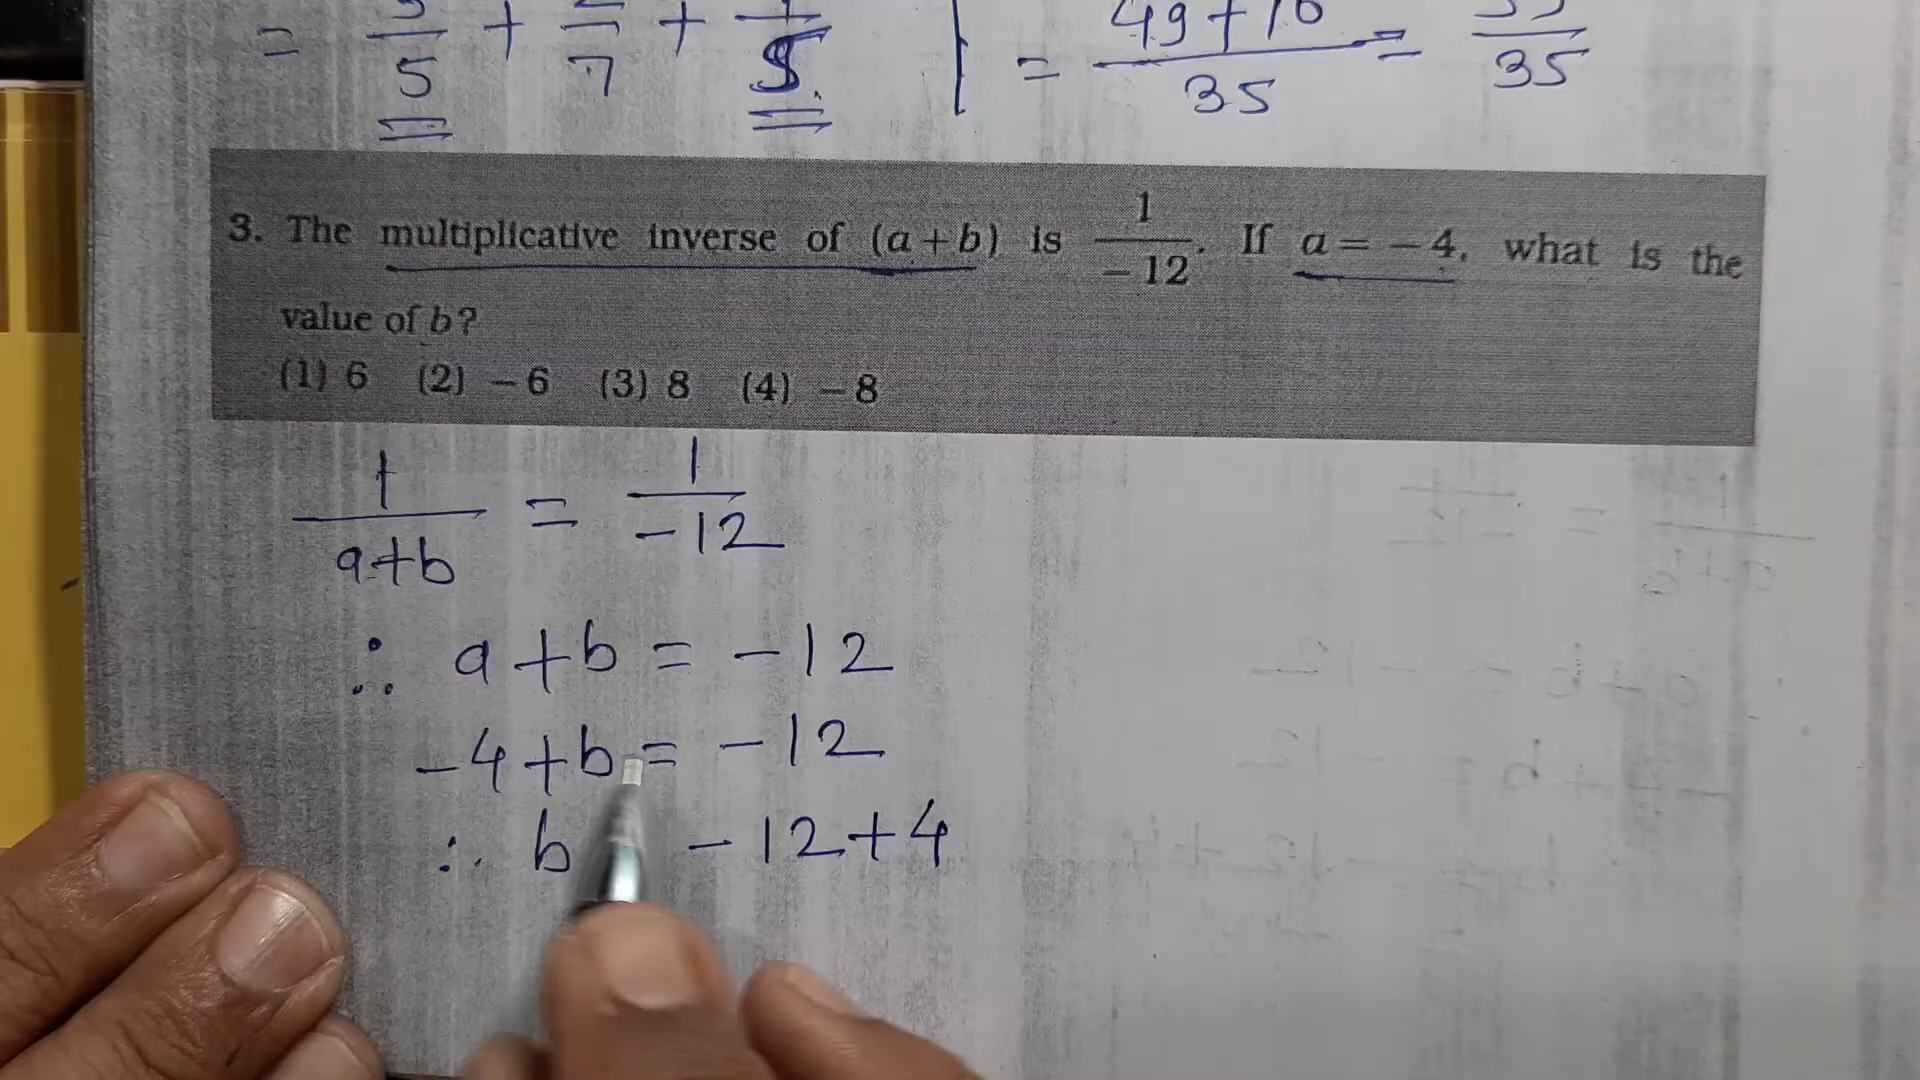 = /5 + /7 + /5 | = 49+10/35 = /35
3. The multiplicative inverse of (a+b) is 1/-12. If a = -4, what is the
value of b?
(1) 6 (2) -6 (3) 8 (4) -8
1/a+b = 1/-12
∴ a+b = -12
-4+b = -12
∴ b -12+4